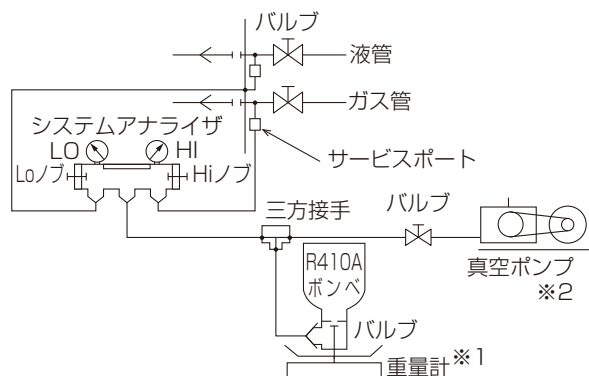 バルブ
液管
ガス管
システムアナライザ
LO
HI
サービスポート
Loノブ
Hiノブ
三方接手
バルブ
R410A
ボンベ
真空ポンプ
※2
バルブ
重量計※1